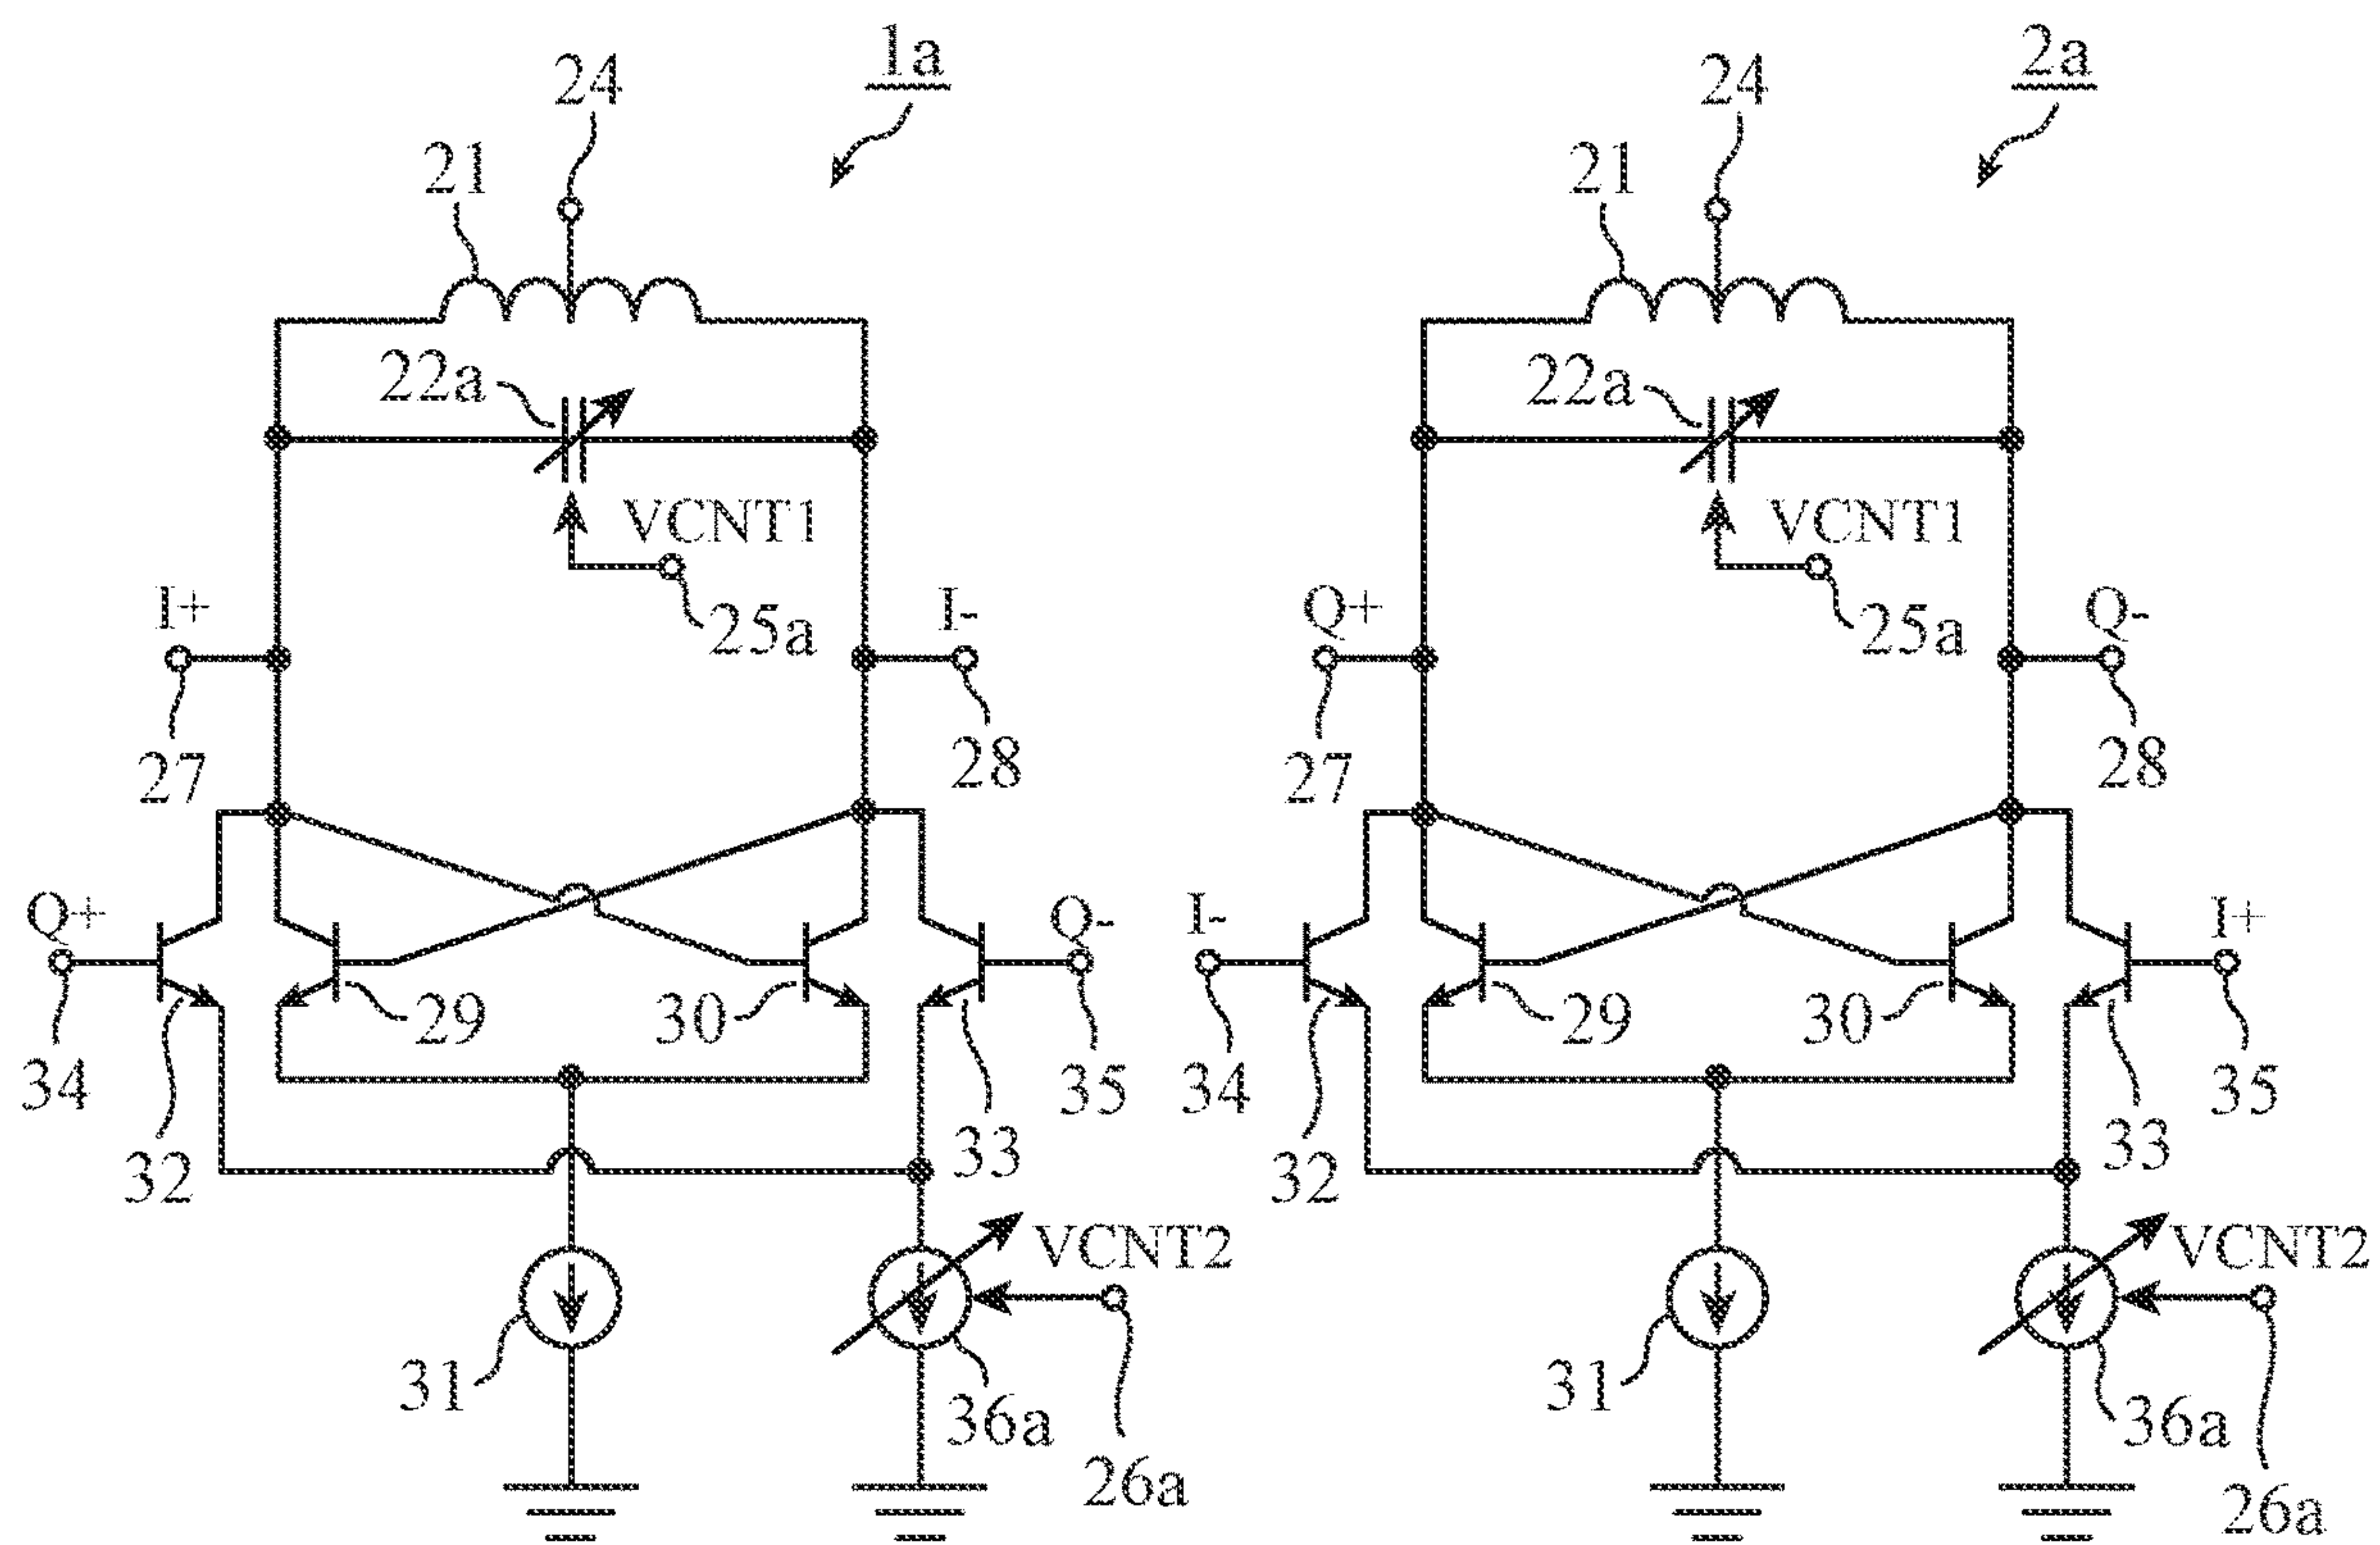 1a
2a
24
24
21
21
22a
22a
VCNT1
VCNT1
I+
I-
Q+
Q-
25a
25a
27
28
27
28
Q+
Q-
I-
I+
29
30
29
30
34
35
34
35
32
33
32
33
VCNT2
VCNT2
31
36a
31
36a
26a
26a